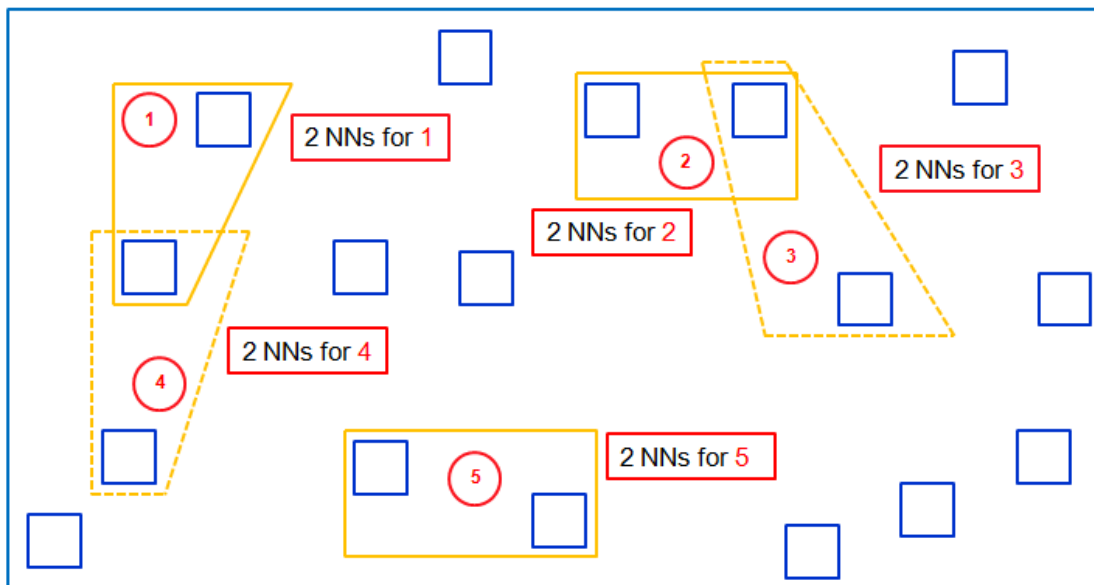 1
2 NNs for 1
2
2 NNs for 3
2 NNs for 2
3
2 NNs for 4
4
2 NNs for 5
5